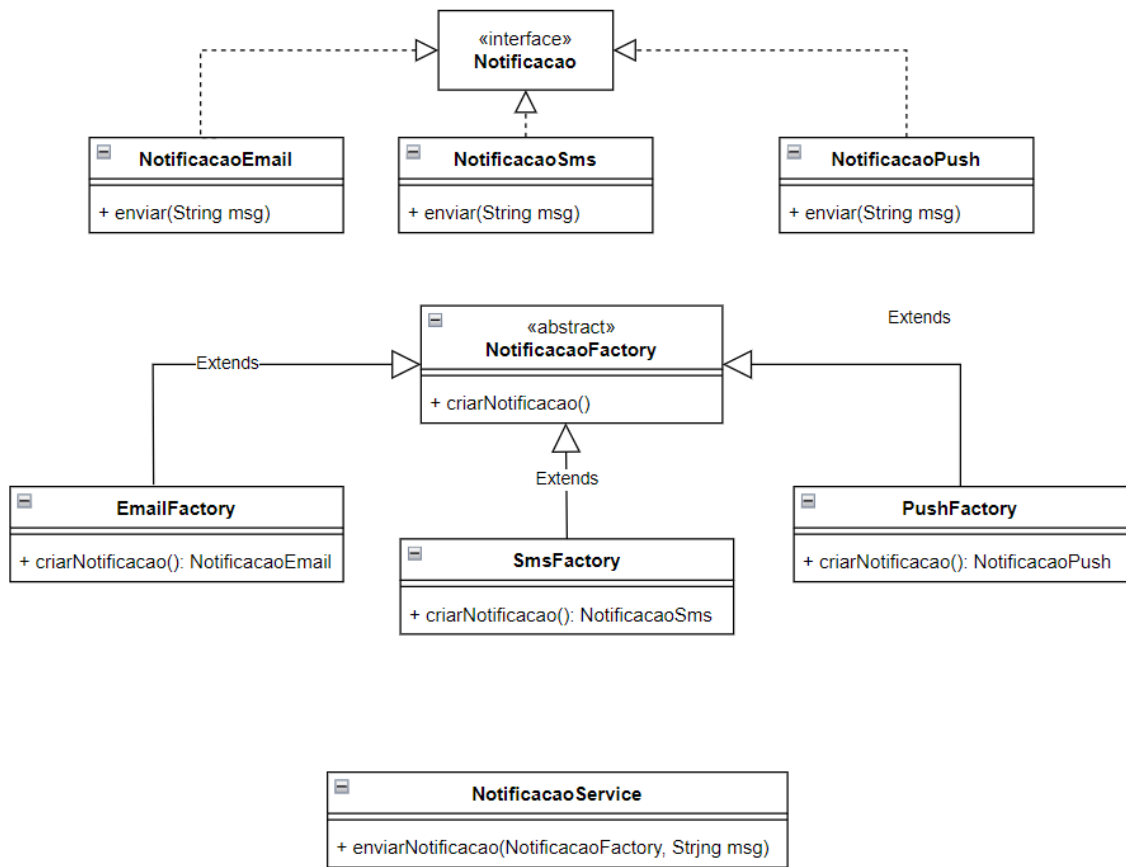 «interface»
Notificacao
NotificacaoEmail
NotificacaoSms
NotificacaoPush
+ enviar(String msg)
+ enviar(String msg)
+ enviar(String msg)
Extends
«abstract»
NotificacaoFactory
Extends
+ criarNotificacao()
Extends
EmailFactory
PushFactory
+ criarNotificacao(): NotificacaoEmail
SmsFactory
+ criarNotificacao(): NotificacaoPush
+ criarNotificacao(): NotificacaoSms
NotificacaoService
+ enviarNotificacao(NotificacaoFactory, Strjng msg)